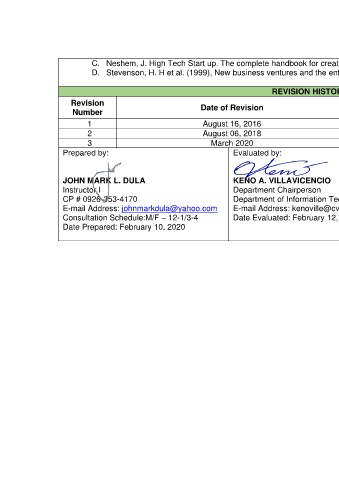 C. Neshem, J. High Tech Start up. The complete handbook for creat
D. Stevenson, H. H et al. (1999), New business ventures and the ent
REVISION HISTOR
Revision Number
Date of Revision
1 August 16, 2016
2 August 06, 2018
3 March 2020
Prepared by:
JOHN MARK L. DULA
Instructor I
CP # 0926-353-4170
E-mail Address: johnmarkdula@yahoo.com
Consultation Schedule:M/F – 12-1/3-4
Date Prepared: February 10, 2020
Evaluated by:
KENO A. VILLAVICENCIO
Department Chairperson
Department of Information Tec
E-mail Address: kenoville@cv
Date Evaluated: February 12,